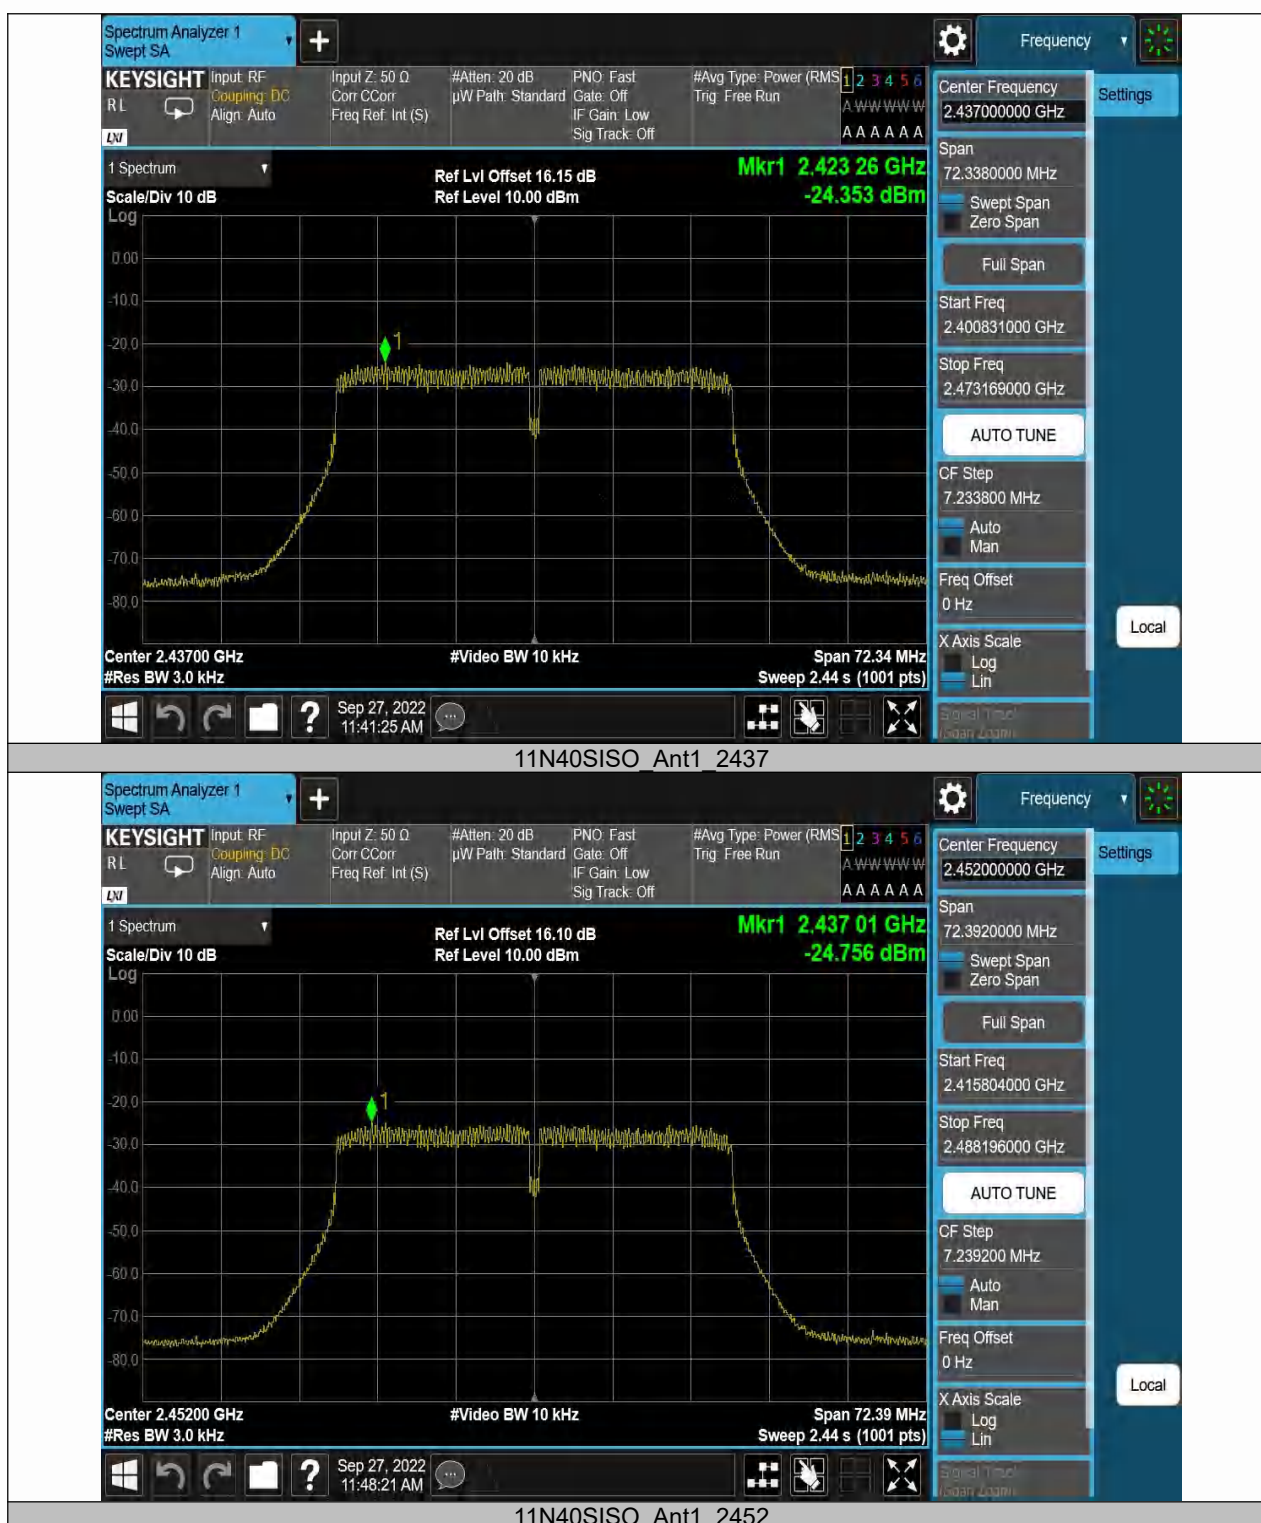 Spectrum Analyzer 1
Swept SA
Frequency
KEYSIGHT
R L
LXI
Input: RF
Coupling: DC
Align: Auto
Input Z: 50 Ω
Corr CCorr
Freq Ref: Int (S)
#Atten: 20 dB
µW Path: Standard
PNO: Fast
Gate: Off
IF Gain: Low
Sig Track: Off
#Avg Type: Power (RMS
Trig: Free Run
1 2 3 4 5 6
A W W W W W
A A A A A A
1 Spectrum
Scale/Div 10 dB
Ref Lvl Offset 16.15 dB
Ref Level 10.00 dBm
Mkr1 2.423 26 GHz
-24.353 dBm
Log
0.00
-10.0
-20.0
-30.0
-40.0
-50.0
-60.0
-70.0
-80.0
1
Center 2.43700 GHz
#Res BW 3.0 kHz
#Video BW 10 kHz
Span 72.34 MHz
Sweep 2.44 s (1001 pts)
Sep 27, 2022
11:41:25 AM
Center Frequency
2.437000000 GHz
Settings
Span
72.3380000 MHz
Swept Span
Zero Span
Full Span
Start Freq
2.400831000 GHz
Stop Freq
2.473169000 GHz
AUTO TUNE
CF Step
7.233800 MHz
Auto
Man
Freq Offset
0 Hz
X Axis Scale
Log
Lin
Local
Signal Track
(Span Zoom)
11N40SISO_Ant1_2437
Spectrum Analyzer 1
Swept SA
Frequency
KEYSIGHT
R L
LXI
Input: RF
Coupling: DC
Align: Auto
Input Z: 50 Ω
Corr CCorr
Freq Ref: Int (S)
#Atten: 20 dB
µW Path: Standard
PNO: Fast
Gate: Off
IF Gain: Low
Sig Track: Off
#Avg Type: Power (RMS
Trig: Free Run
1 2 3 4 5 6
A W W W W W
A A A A A A
1 Spectrum
Scale/Div 10 dB
Ref Lvl Offset 16.10 dB
Ref Level 10.00 dBm
Mkr1 2.437 01 GHz
-24.756 dBm
Log
0.00
-10.0
-20.0
-30.0
-40.0
-50.0
-60.0
-70.0
-80.0
1
Center 2.45200 GHz
#Res BW 3.0 kHz
#Video BW 10 kHz
Span 72.39 MHz
Sweep 2.44 s (1001 pts)
Sep 27, 2022
11:48:21 AM
Center Frequency
2.452000000 GHz
Settings
Span
72.3920000 MHz
Swept Span
Zero Span
Full Span
Start Freq
2.415804000 GHz
Stop Freq
2.488196000 GHz
AUTO TUNE
CF Step
7.239200 MHz
Auto
Man
Freq Offset
0 Hz
X Axis Scale
Log
Lin
Local
Signal Track
(Span Zoom)
11N40SISO_Ant1_2452